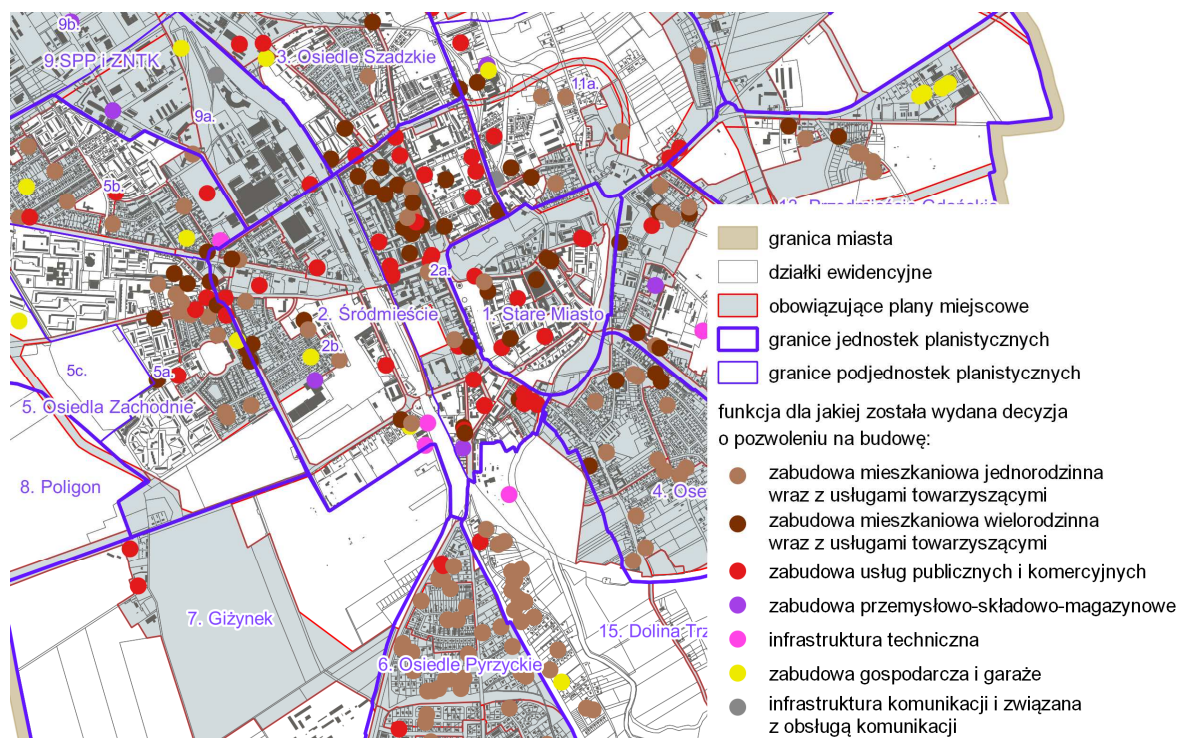 9b.
9.SPP i ZNTK
3. Osiedle Szadzkie
11a.
9a.
5b.
2a.
2. Śródmieście
1. Stare Miasto
2b.
5c.
5a.
5. Osiedla Zachodnie
8. Poligon
7. Giżynek
6. Osiedle Pyrzyckie
granica miasta
działki ewidencyjne
obowiązujące plany miejscowe
granice jednostek planistycznych
granice podjednostek planistycznych
funkcja dla jakiej została wydana decyzja
o pozwoleniu na budowę:
zabudowa mieszkaniowa jednorodzinna
wraz z usługami towarzyszącymi
zabudowa mieszkaniowa wielorodzinna
wraz z usługami towarzyszącymi
zabudowa usług publicznych i komercyjnych
zabudowa przemysłowo-składowo-magazynowe
infrastruktura techniczna
zabudowa gospodarcza i garaże
infrastruktura komunikacji i związana
z obsługą komunikacji
4. Ose
15. Dolina Trz